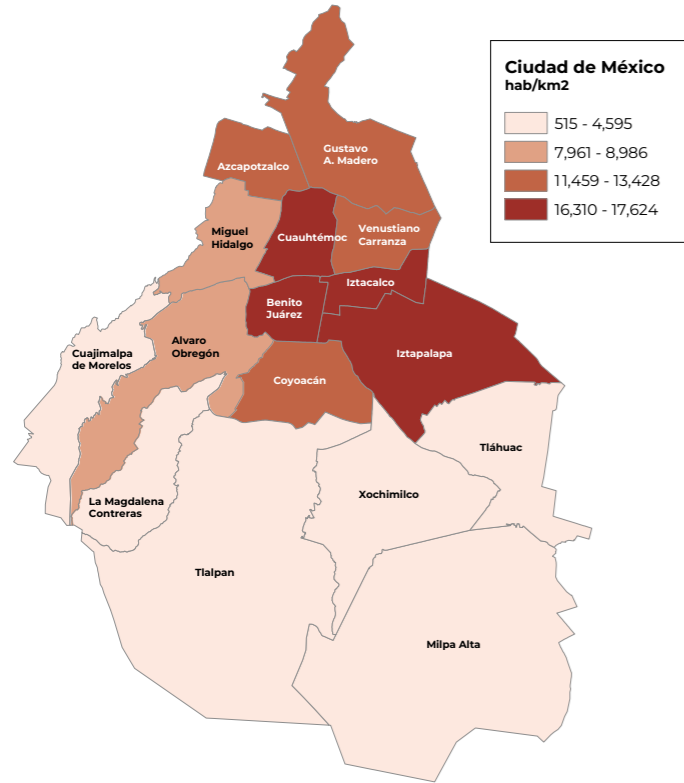 Ciudad de México
hab/km2
515 - 4,595
7,961 - 8,986
11,459 - 13,428
16,310 - 17,624
Gustavo
A. Madero
Azcapotzalco
Miguel
Hidalgo
Cuauhtémoc
Venustiano
Carranza
Iztacalco
Benito
Juárez
Iztapalapa
Cuajimalpa
de Morelos
Alvaro
Obregón
Coyoacán
Tláhuac
La Magdalena
Contreras
Xochimilco
Tlalpan
Milpa Alta